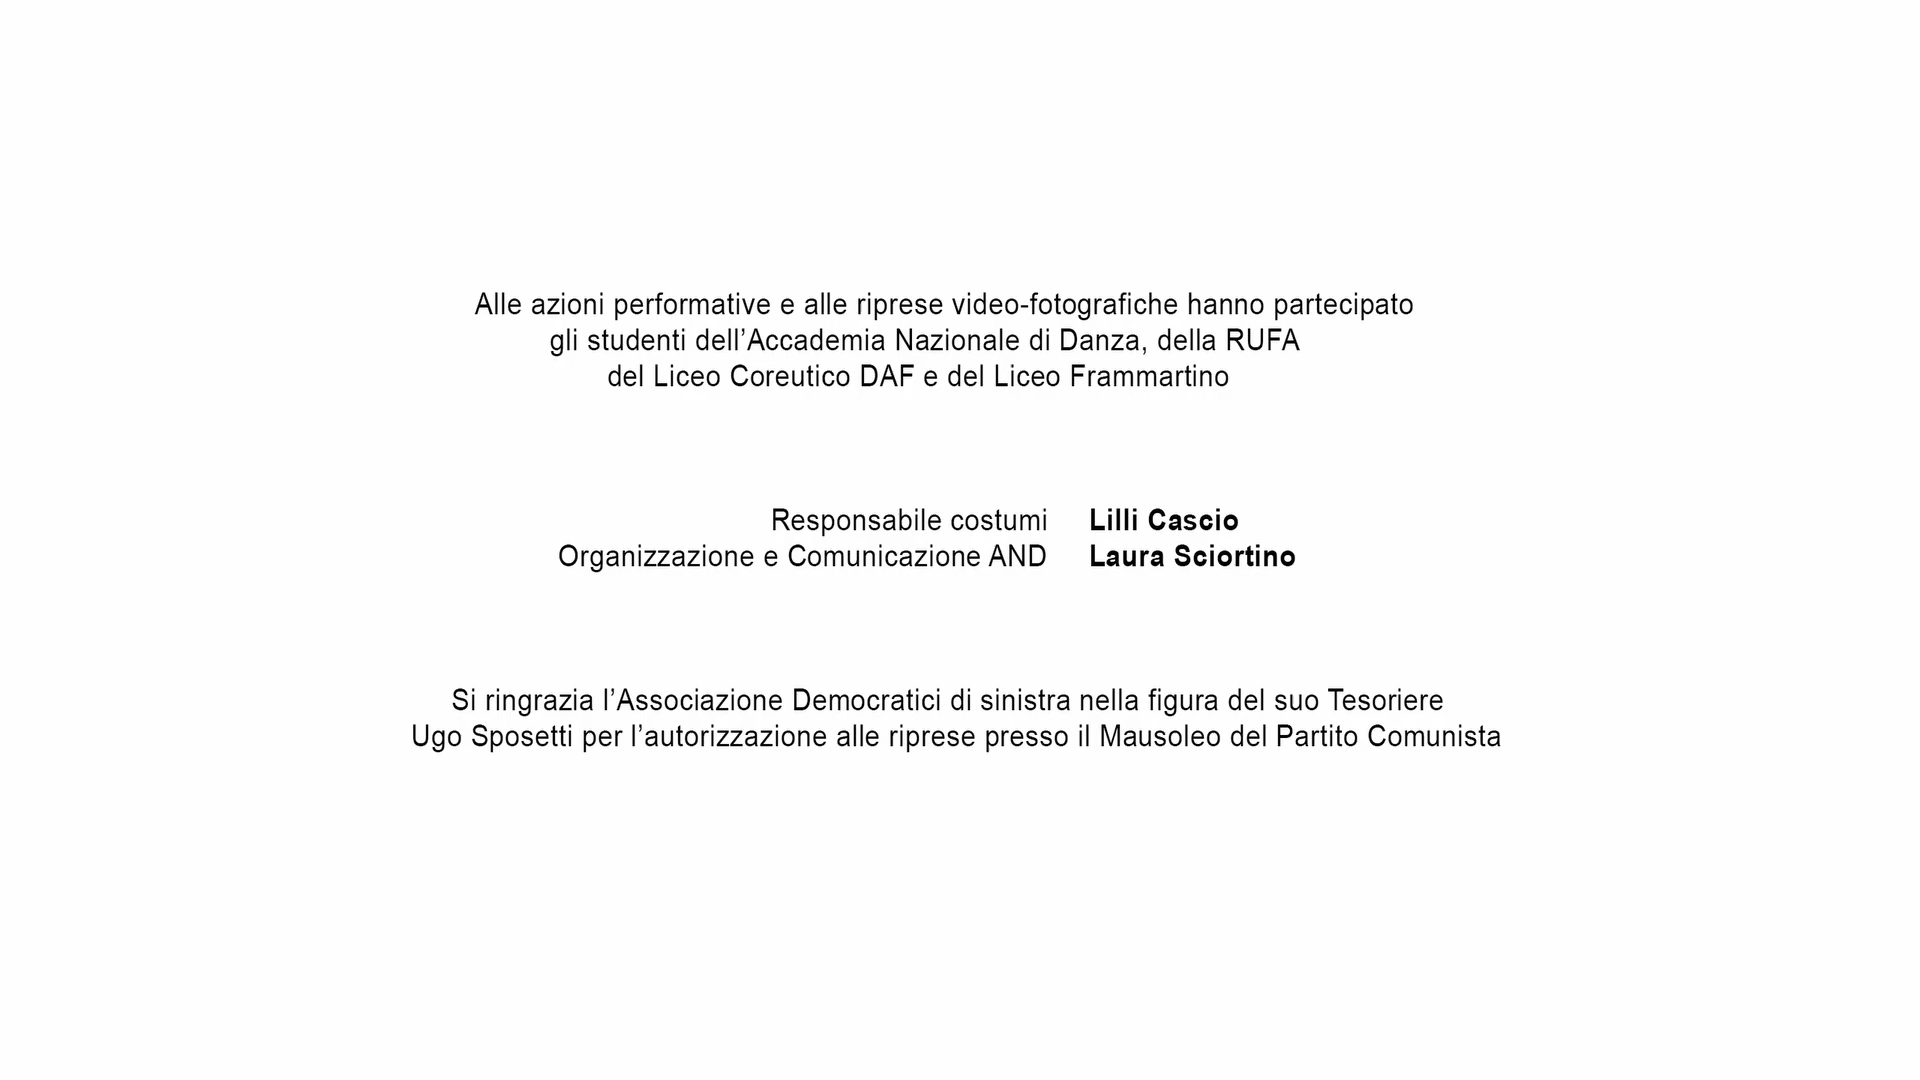 Alle azioni performative e alle riprese video-fotografiche hanno partecipato
gli studenti dell’Accademia Nazionale di Danza, della RUFA
del Liceo Coreutico DAF e del Liceo Frammartino
Responsabile costumi Lilli Cascio
Organizzazione e Comunicazione AND Laura Sciortino
Si ringrazia l’Associazione Democratici di sinistra nella figura del suo Tesoriere
Ugo Sposetti per l’autorizzazione alle riprese presso il Mausoleo del Partito Comunista